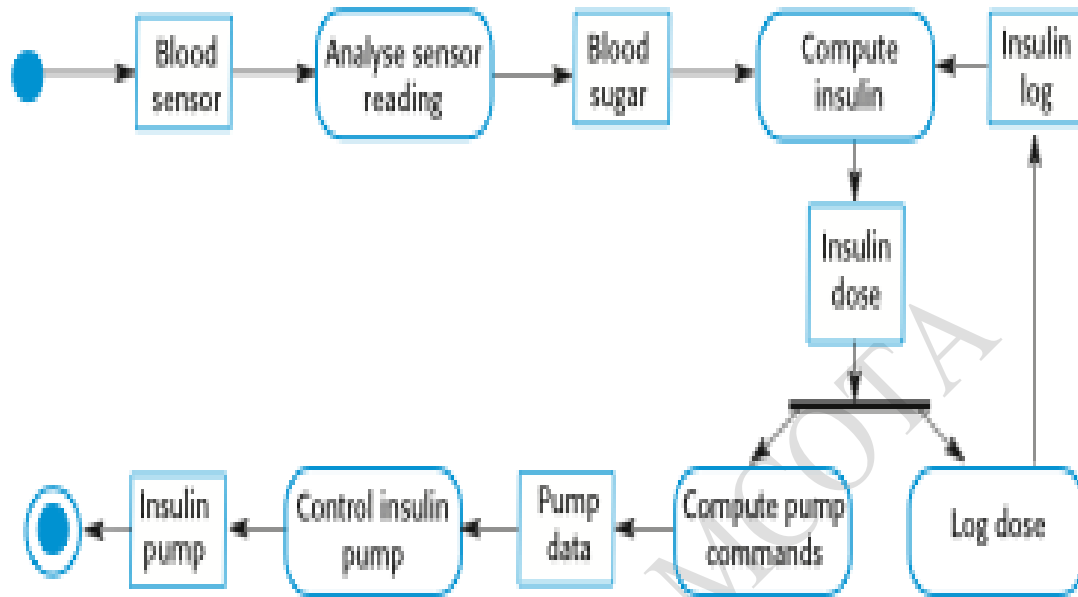 Blood
sensor
Analyse sensor
reading
Blood
sugar
Compute
insulin
Insulin
log
Insulin
dose
Insulin
pump
Control insulin
pump
Pump
data
Compute pump
commands
Log dose
MCOTA